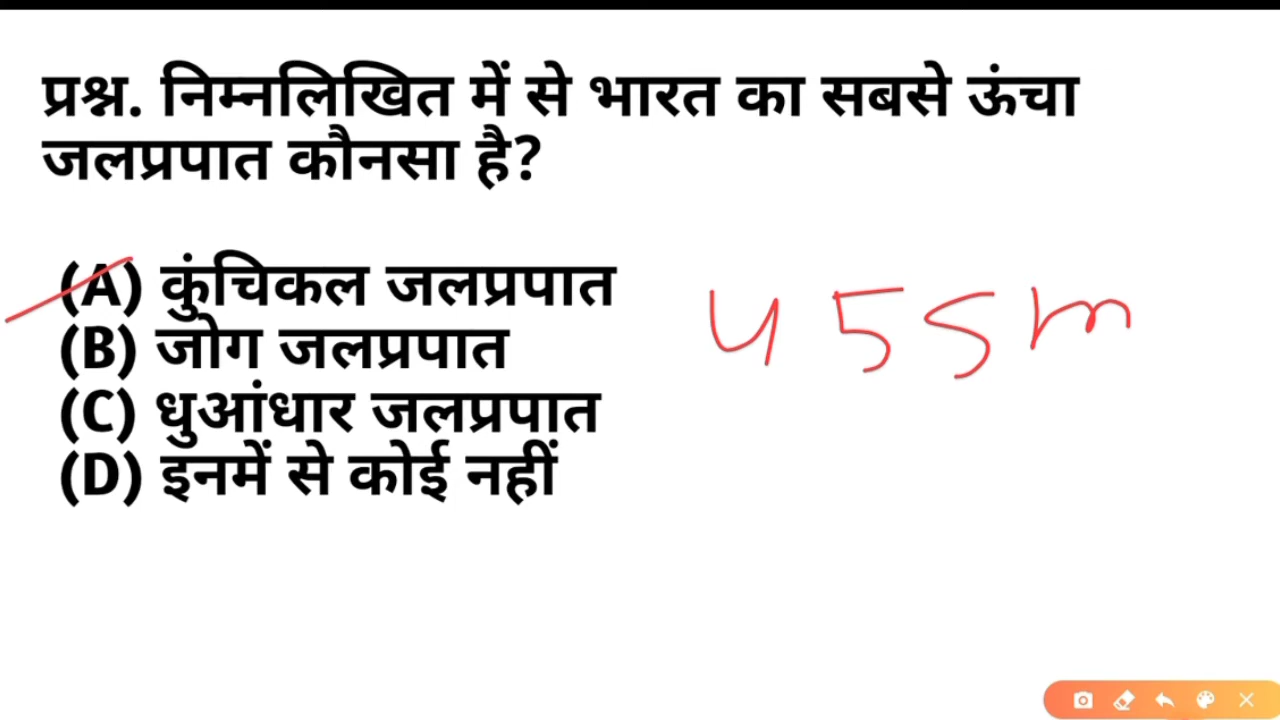 प्रश्न. निम्नलिखित में से भारत का सबसे ऊंचा
जलप्रपात कौनसा है?
(A) कुंचिकल जलप्रपात
455m
(B) जोग जलप्रपात
(C) धुआंधार जलप्रपात
(D) इनमें से कोई नहीं